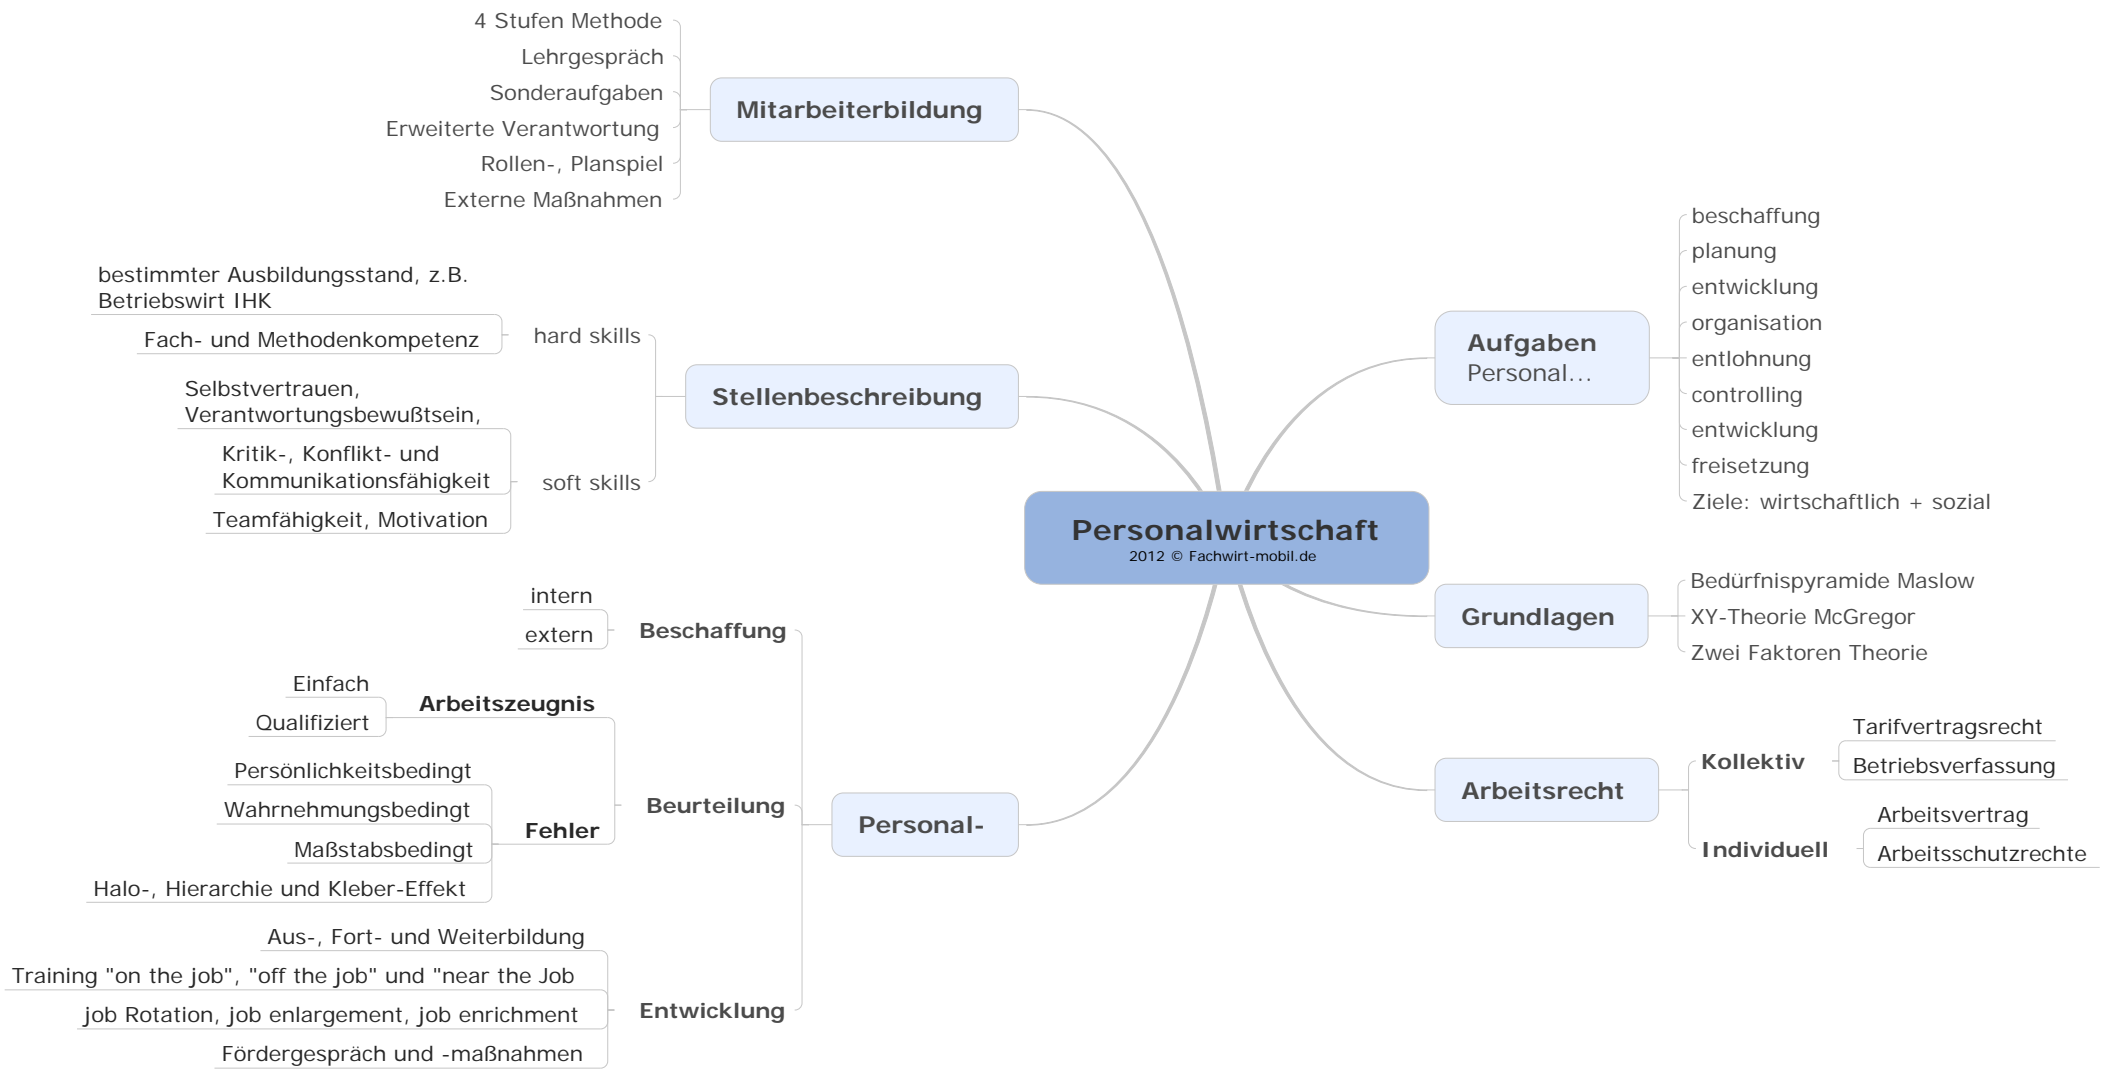 4 Stufen Methode
Lehrgespräch
Sonderaufgaben
Erweiterte Verantwortung
Rollen-, Planspiel
Externe Maßnahmen
Mitarbeiterbildung
bestimmter Ausbildungsstand, z.B.
Betriebswirt IHK
Fach- und Methodenkompetenz
hard skills
Selbstvertrauen,
Verantwortungsbewußtsein,
Kritik-, Konflikt- und
Kommunikationsfähigkeit
Teamfähigkeit, Motivation
soft skills
Stellenbeschreibung
intern
extern
Beschaffung
Einfach
Qualifiziert
Arbeitszeugnis
Persönlichkeitsbedingt
Wahrnehmungsbedingt
Maßstabsbedingt
Halo-, Hierarchie und Kleber-Effekt
Fehler
Beurteilung
Aus-, Fort- und Weiterbildung
Training "on the job", "off the job" und "near the Job
job Rotation, job enlargement, job enrichment
Fördergespräch und -maßnahmen
Entwicklung
Personal-
Personalwirtschaft
2012 © Fachwirt-mobil.de
Aufgaben
Personal...
beschaffung
planung
entwicklung
organisation
entlohnung
controlling
entwicklung
freisetzung
Ziele: wirtschaftlich + sozial
Grundlagen
Bedürfnispyramide Maslow
XY-Theorie McGregor
Zwei Faktoren Theorie
Arbeitsrecht
Kollektiv
Tarifvertragsrecht
Betriebsverfassung
Individuell
Arbeitsvertrag
Arbeitsschutzrechte